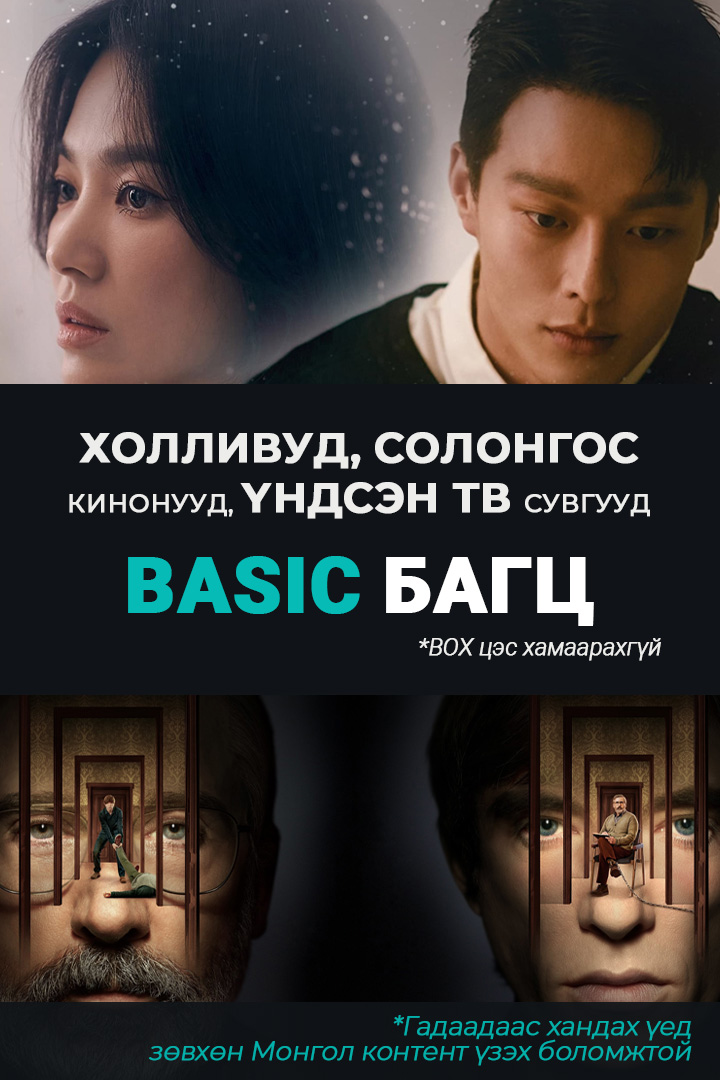 ХОЛЛИВУД, СОЛОНГОС
КИНОНУУД, ҮНДСЭН ТВ СУВГУУД
BASIC БАГЦ
*BOX цэс хамаарахгүй
*Гадаадаас хандах үед
зөвхөн Монгол контент үзэх боломжтой